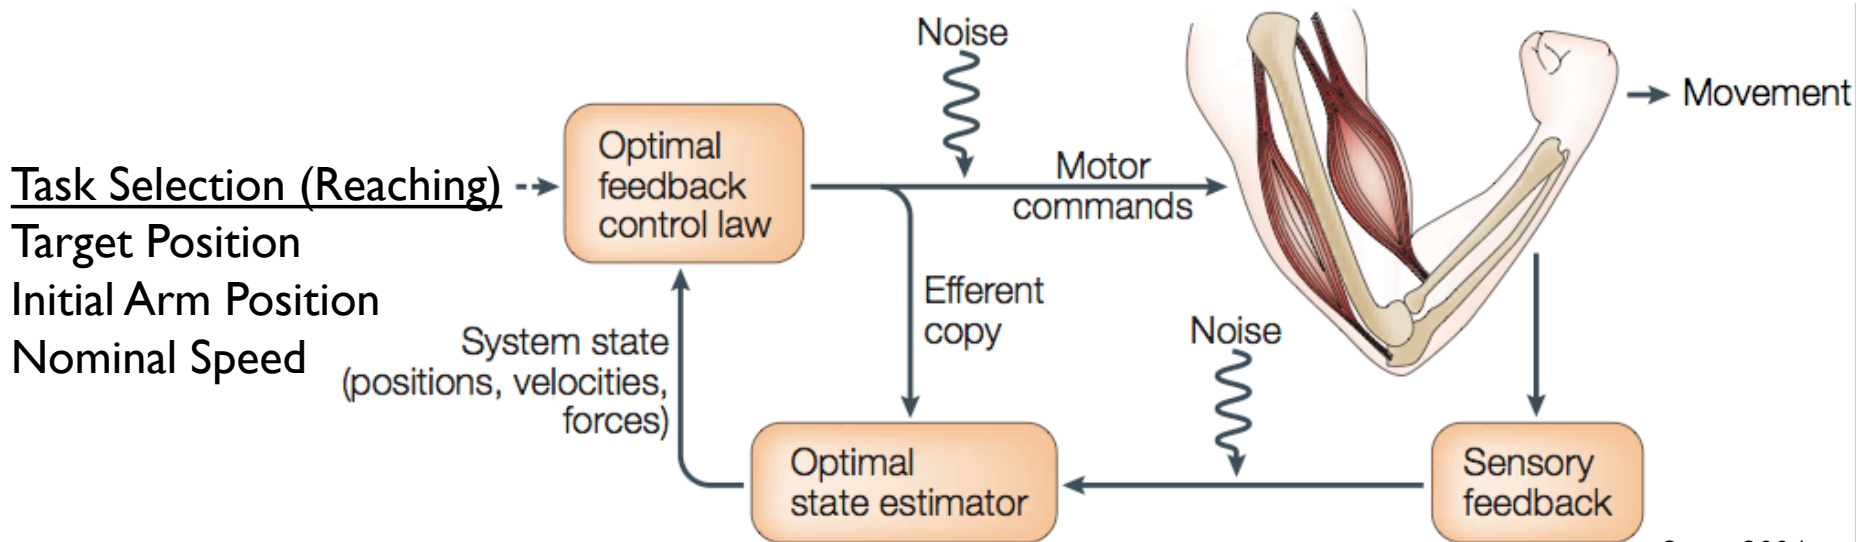 Noise
Movement
Optimal
feedback
control law
Motor
commands
Task Selection (Reaching)
Target Position
Initial Arm Position
Nominal Speed
Efferent
copy
System state
(positions, velocities,
forces)
Noise
Optimal
state estimator
Sensory
feedback